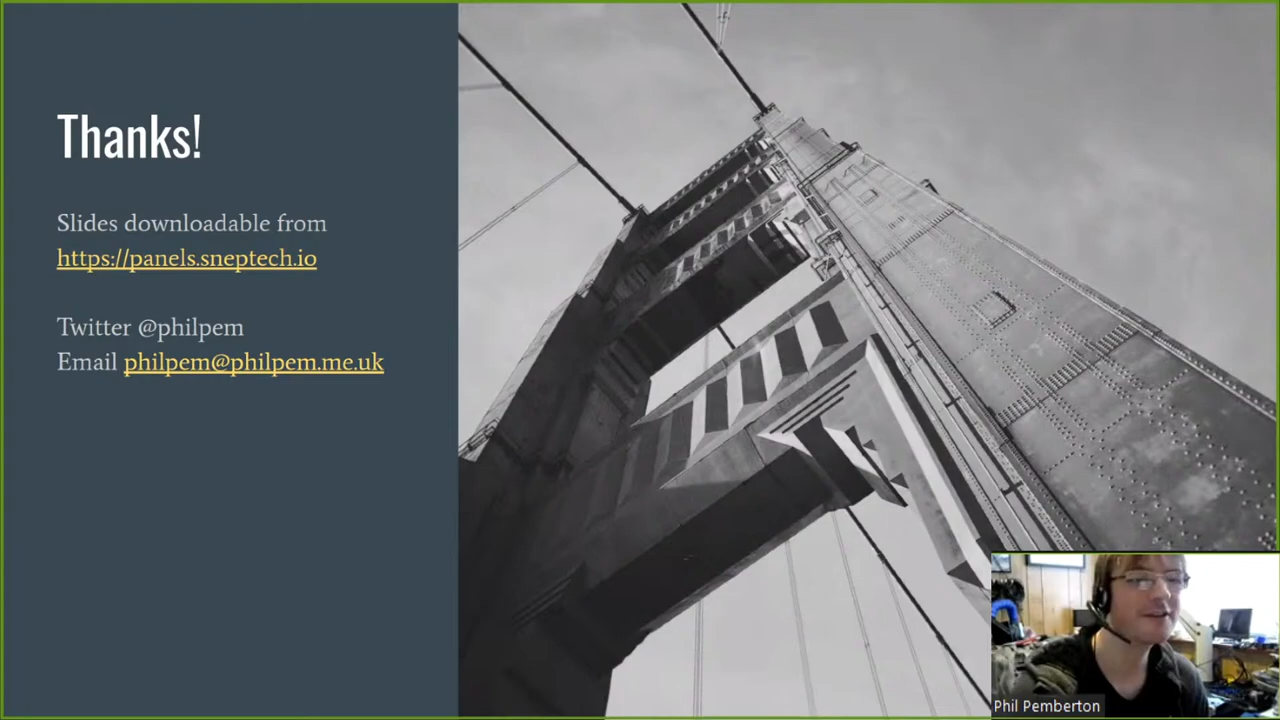 Thanks!
Slides downloadable from
https://panels.sneptech.io
Twitter @philpem
Email philpem@philpem.me.uk
Phil Pemberton